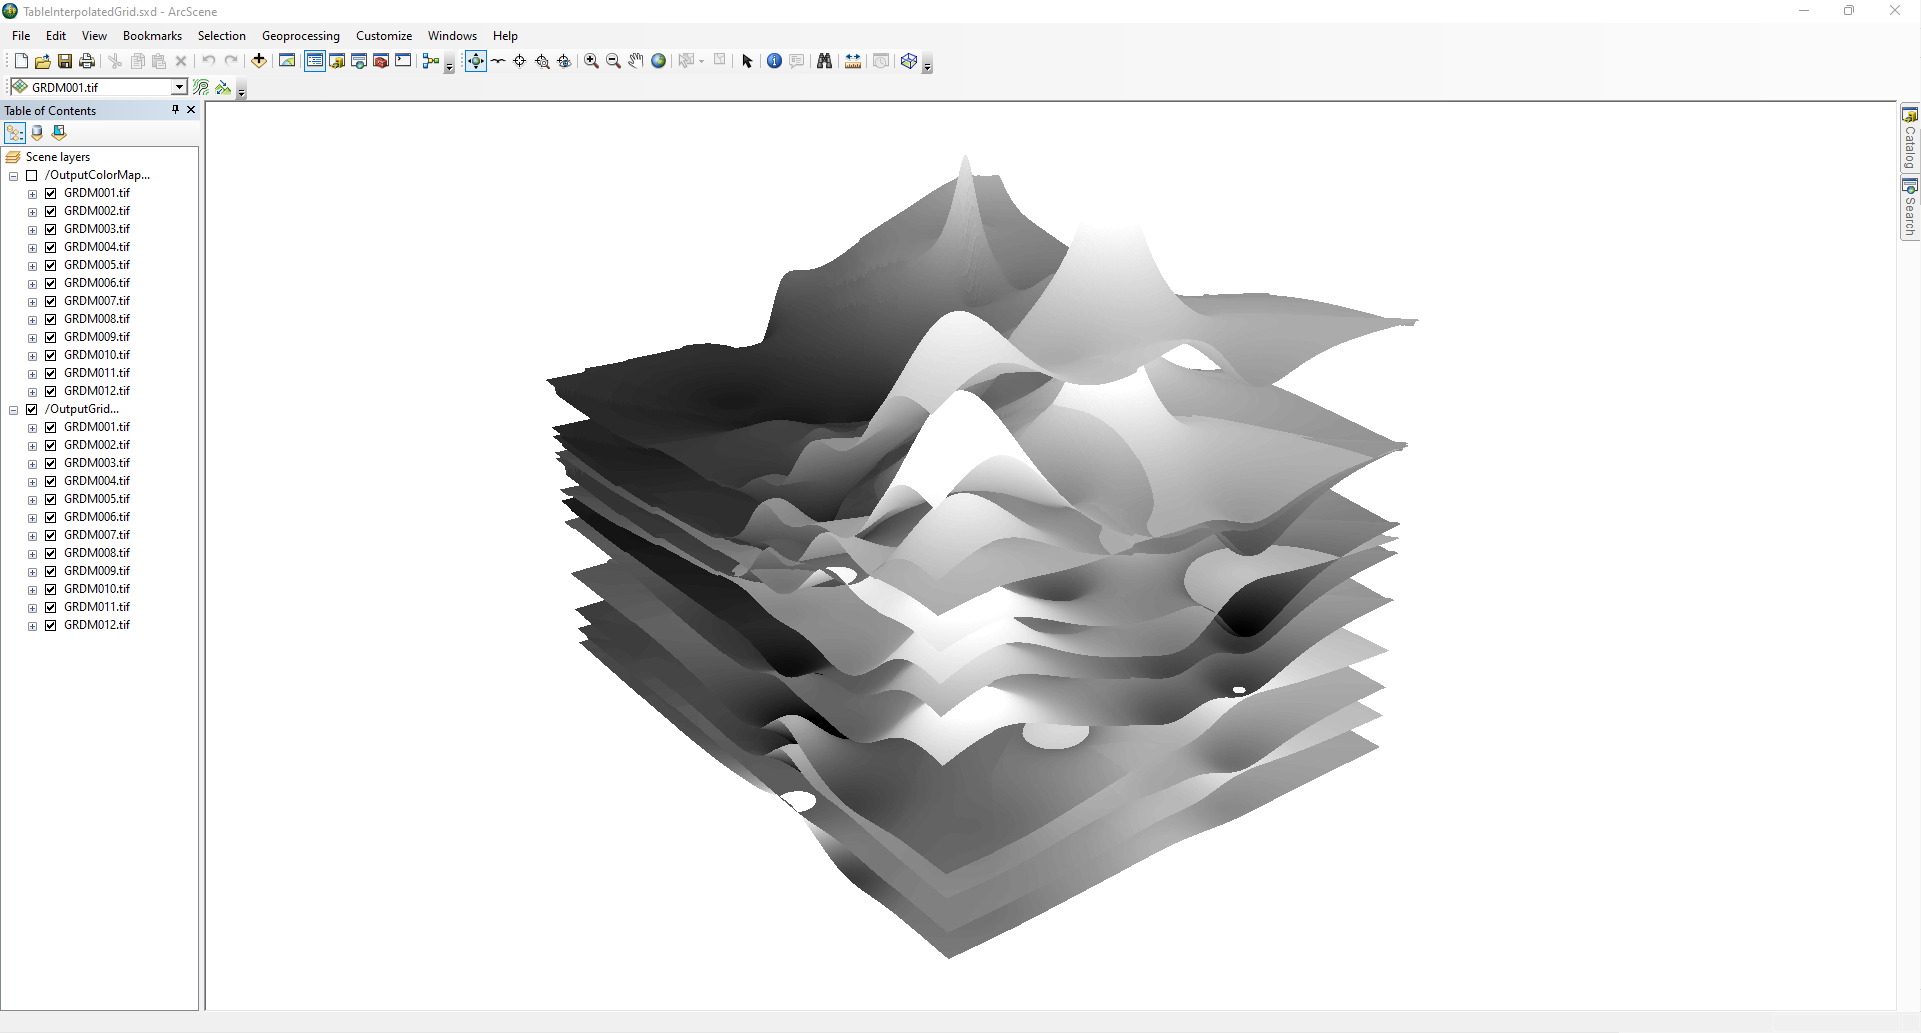 TableInterpolatedGrid.sxd - ArcScene
File Edit View Bookmarks Selection Geoprocessing Customize Windows Help
GRDM001.tif
Table of Contents
Scene layers
/OutputColorMap...
GRDM001.tif
GRDM002.tif
GRDM003.tif
GRDM004.tif
GRDM005.tif
GRDM006.tif
GRDM007.tif
GRDM008.tif
GRDM009.tif
GRDM010.tif
GRDM011.tif
GRDM012.tif
/OutputGrid...
GRDM001.tif
GRDM002.tif
GRDM003.tif
GRDM004.tif
GRDM005.tif
GRDM006.tif
GRDM007.tif
GRDM008.tif
GRDM009.tif
GRDM010.tif
GRDM011.tif
GRDM012.tif
Catalog
Search